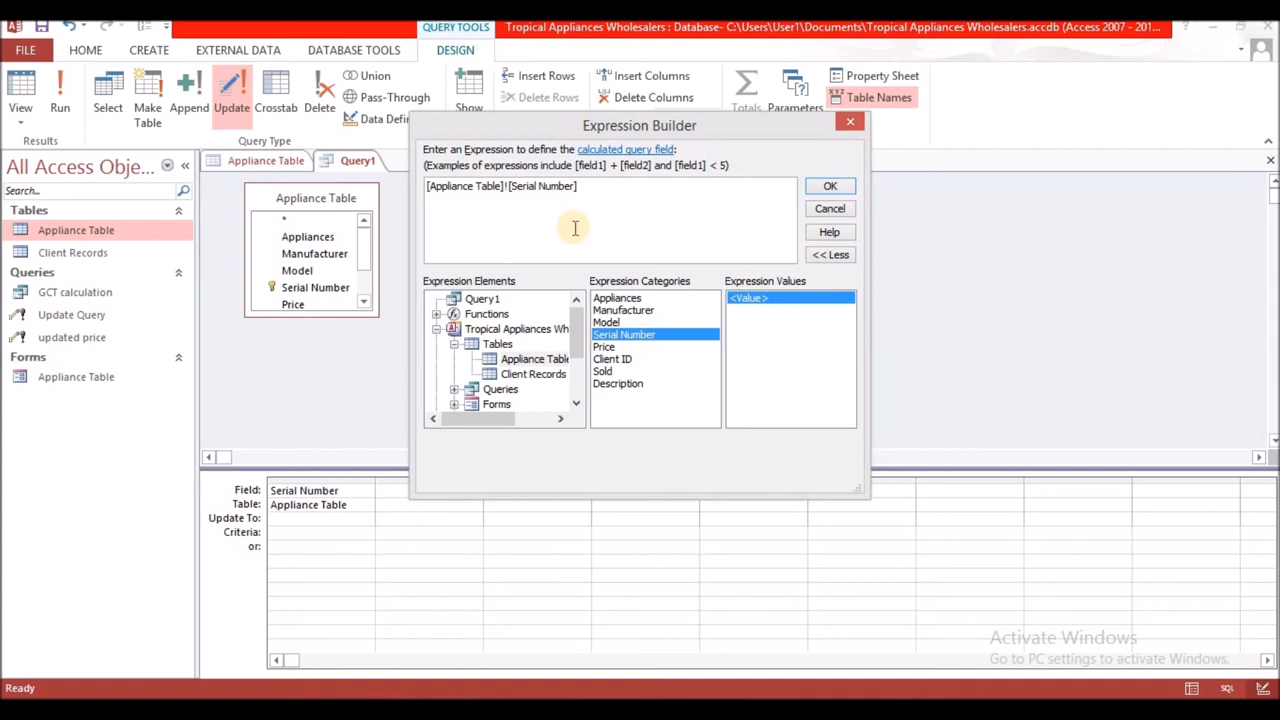 QUERY TOOLS
Tropical Appliances Wholesalers : Database- C:\Users\User1\Documents\Tropical Appliances Wholesalers.accdb (Access 2007 - 201...
FILE HOME CREATE EXTERNAL DATA DATABASE TOOLS DESIGN
View
Run
Select
Make Table
Append
Update
Crosstab
Delete
Union
Pass-Through
Data Defin
Show
Insert Rows
Delete Rows
Insert Columns
Delete Columns
Totals
Parameters
Property Sheet
Table Names
Results
Query Type
All Access Obje...
Search...
Tables
Appliance Table
Client Records
Queries
GCT calculation
Update Query
updated price
Forms
Appliance Table
Appliance Table
Query1
Appliance Table
*
Appliances
Manufacturer
Model
Serial Number
Price
Expression Builder
Enter an Expression to define the calculated query field:
(Examples of expressions include [field1] + [field2] and [field1] < 5)
[Appliance Table]![Serial Number]
OK
Cancel
Help
<< Less
Expression Elements
Query1
Functions
Tropical Appliances Wh
Tables
Appliance Table
Client Records
Queries
Forms
Expression Categories
Appliances
Manufacturer
Model
Serial Number
Price
Client ID
Sold
Description
Expression Values
<Value>
Field: Serial Number
Table: Appliance Table
Update To:
Criteria:
or:
Activate Windows
Go to PC settings to activate Windows.
Ready
SQL